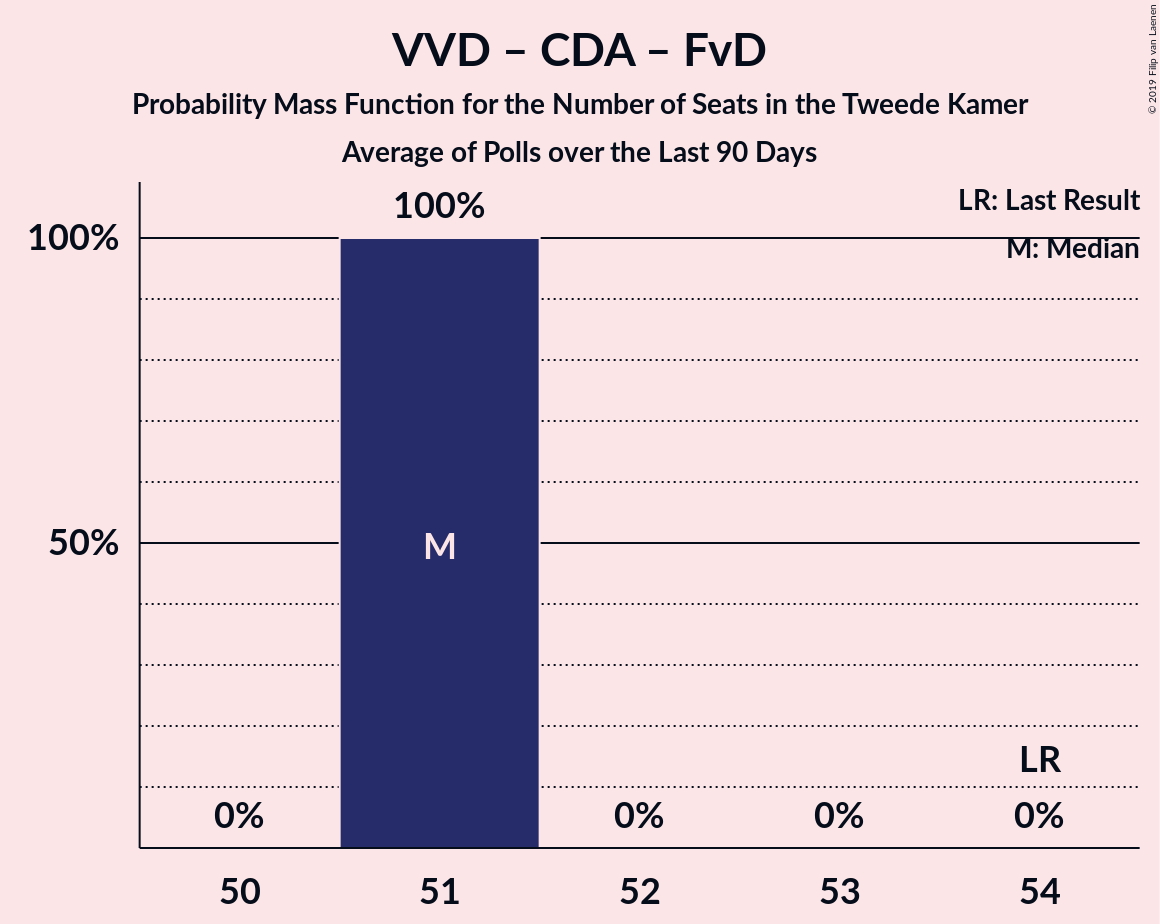 VVD – CDA – FvD
Probability Mass Function for the Number of Seats in the Tweede Kamer
Average of Polls over the Last 90 Days
© 2019 Filip van Laenen
LR: Last Result
M: Median
100%
100%
50%
M
LR
0%
0%
0%
0%
50
51
52
53
54